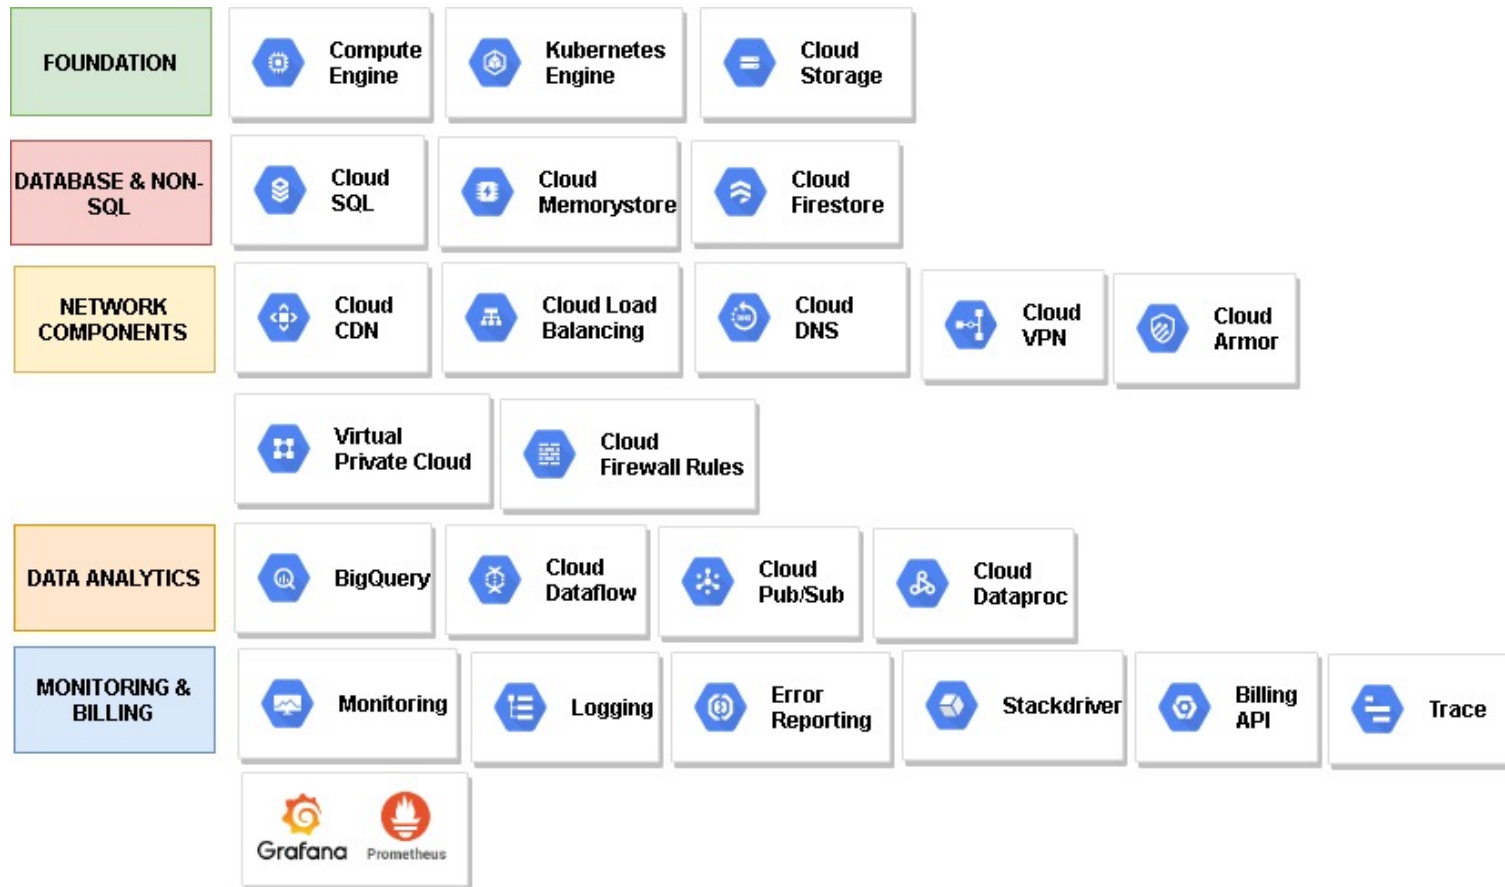 FOUNDATION
Compute
Engine
Kubernetes
Engine
Cloud
Storage
DATABASE & NON-
SQL
Cloud
SQL
Cloud
Memorystore
Cloud
Firestore
NETWORK
COMPONENTS
Cloud
CDN
Cloud Load
Balancing
Cloud
DNS
Cloud
VPN
Cloud
Armor
Virtual
Private Cloud
Cloud
Firewall Rules
DATA ANALYTICS
BigQuery
Cloud
Dataflow
Cloud
Pub/Sub
Cloud
Dataproc
MONITORING &
BILLING
Monitoring
Logging
Error
Reporting
Stackdriver
Billing
API
Trace
Grafana
Prometheus